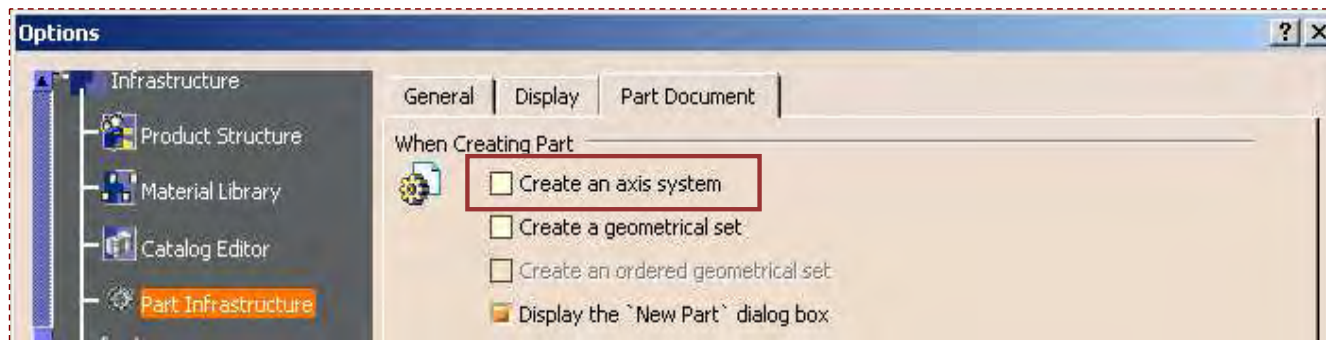 Options
Infrastructure
Product Structure
Material Library
Catalog Editor
Part Infrastructure
General Display Part Document
When Creating Part
Create an axis system
Create a geometrical set
Create an ordered geometrical set
Display the `New Part` dialog box